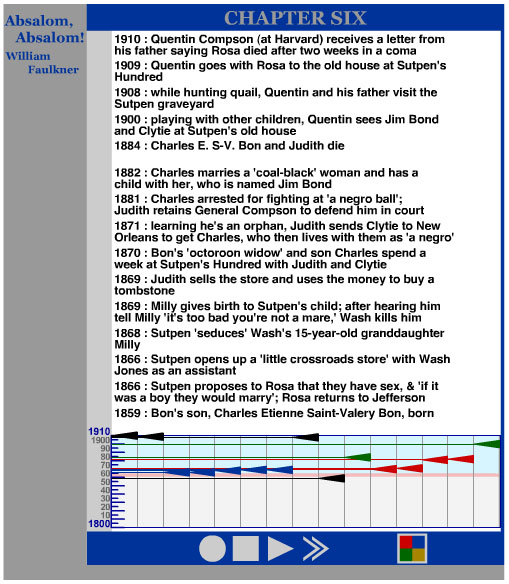 Absalom,
Absalom!
William
Faulkner
CHAPTER SIX
1910 : Quentin Compson (at Harvard) receives a letter from
his father saying Rosa died after two weeks in a coma
1909 : Quentin goes with Rosa to the old house at Sutpen's
Hundred
1908 : while hunting quail, Quentin and his father visit the
Sutpen graveyard
1900 : playing with other children, Quentin sees Jim Bond
and Clytie at Sutpen's old house
1884 : Charles E. S-V. Bon and Judith die
1882 : Charles marries a 'coal-black' woman and has a
child with her, who is named Jim Bond
1881 : Charles arrested for fighting at 'a negro ball';
Judith retains General Compson to defend him in court
1871 : learning he's an orphan, Judith sends Clytie to New
Orleans to get Charles, who then lives with them as 'a negro'
1870 : Bon's 'octoroon widow' and son Charles spend a
week at Sutpen's Hundred with Judith and Clytie
1869 : Judith sells the store and uses the money to buy a
tombstone
1869 : Milly gives birth to Sutpen's child; after hearing him
tell Milly 'it's too bad you're not a mare,' Wash kills him
1868 : Sutpen 'seduces' Wash's 15-year-old granddaughter
Milly
1866 : Sutpen opens up a 'little crossroads store' with Wash
Jones as an assistant
1866 : Sutpen proposes to Rosa that they have sex, & 'if it
was a boy they would marry'; Rosa returns to Jefferson
1859 : Bon's son, Charles Etienne Saint-Valery Bon, born
1910
1900
90
80
70
60
50
40
30
20
10
1800